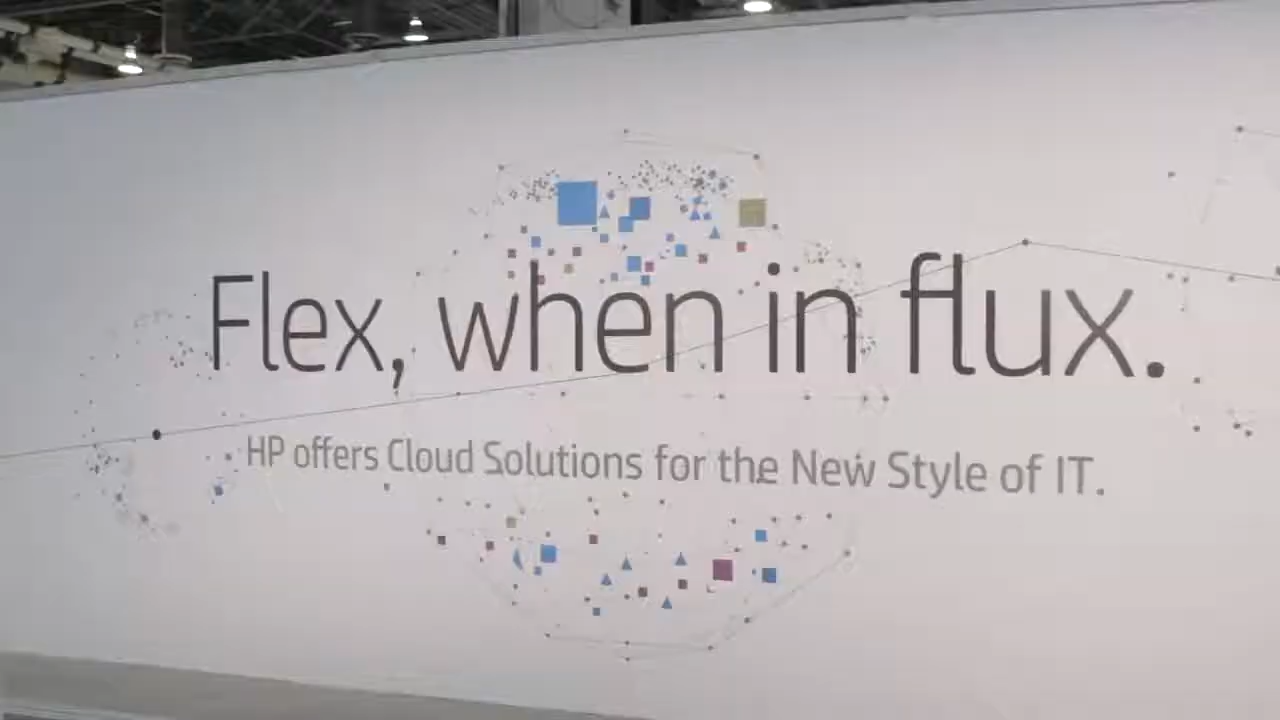 Flex, when in flux.
HP offers Cloud Solutions for the New Style of IT.